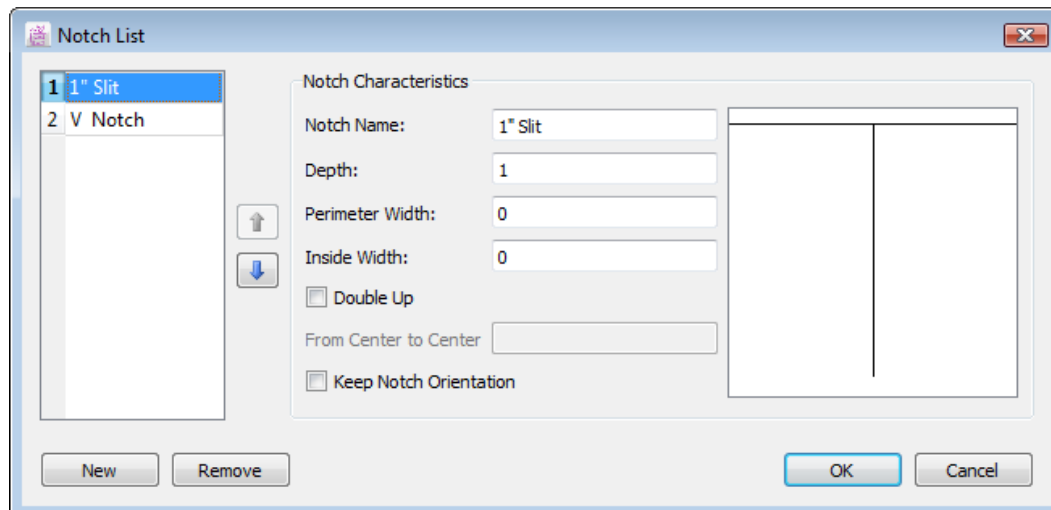 Notch List
1 1" Slit
2 V Notch
Notch Characteristics
Notch Name: 1" Slit
Depth: 1
Perimeter Width: 0
Inside Width: 0
Double Up
From Center to Center
Keep Notch Orientation
New Remove OK Cancel